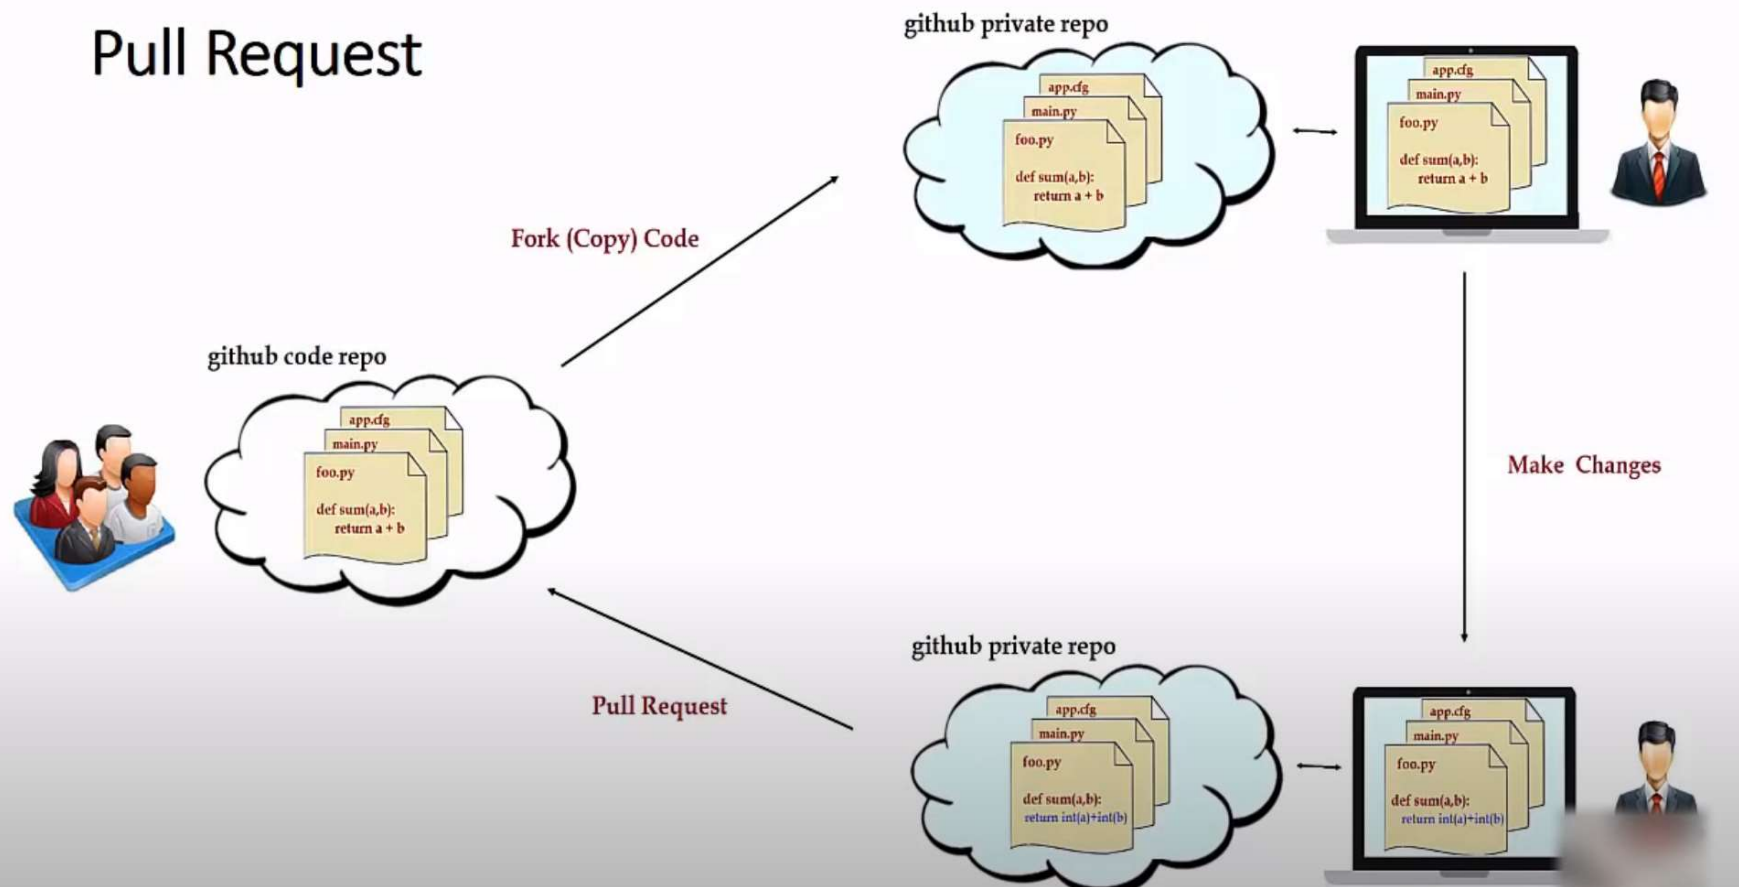 Pull Request
github private repo
app.cfg
main.py
foo.py
def sum(a,b):
return a + b
app.cfg
main.py
foo.py
def sum(a,b):
return a + b
Fork (Copy) Code
github code repo
app.cfg
main.py
foo.py
def sum(a,b):
return a + b
Make Changes
github private repo
Pull Request
app.cfg
main.py
foo.py
def sum(a,b):
return int(a)+int(b)
app.cfg
main.py
foo.py
def sum(a,b):
return int(a)+int(b)